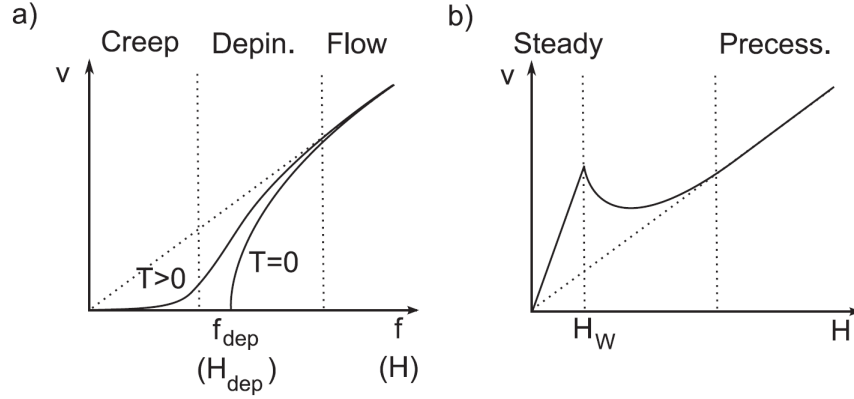 a)
Creep Depin. Flow
v
T>0
T=0
f_dep
f
(H_dep)
(H)
b)
Steady Precess.
v
H_W
H